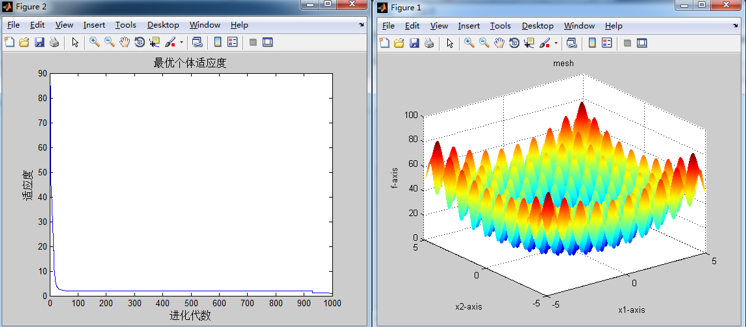 Figure 2
File Edit View Insert Tools Desktop Window Help
最优个体适应度
90
80
70
60
50
40
30
20
10
0
适应度
0 100 200 300 400 500 600 700 800 900 1000
进化代数
Figure 1
File Edit View Insert Tools Desktop Window Help
mesh
100
80
60
40
20
0
f-axis
5
0
-5
x2-axis
-5
0
5
x1-axis